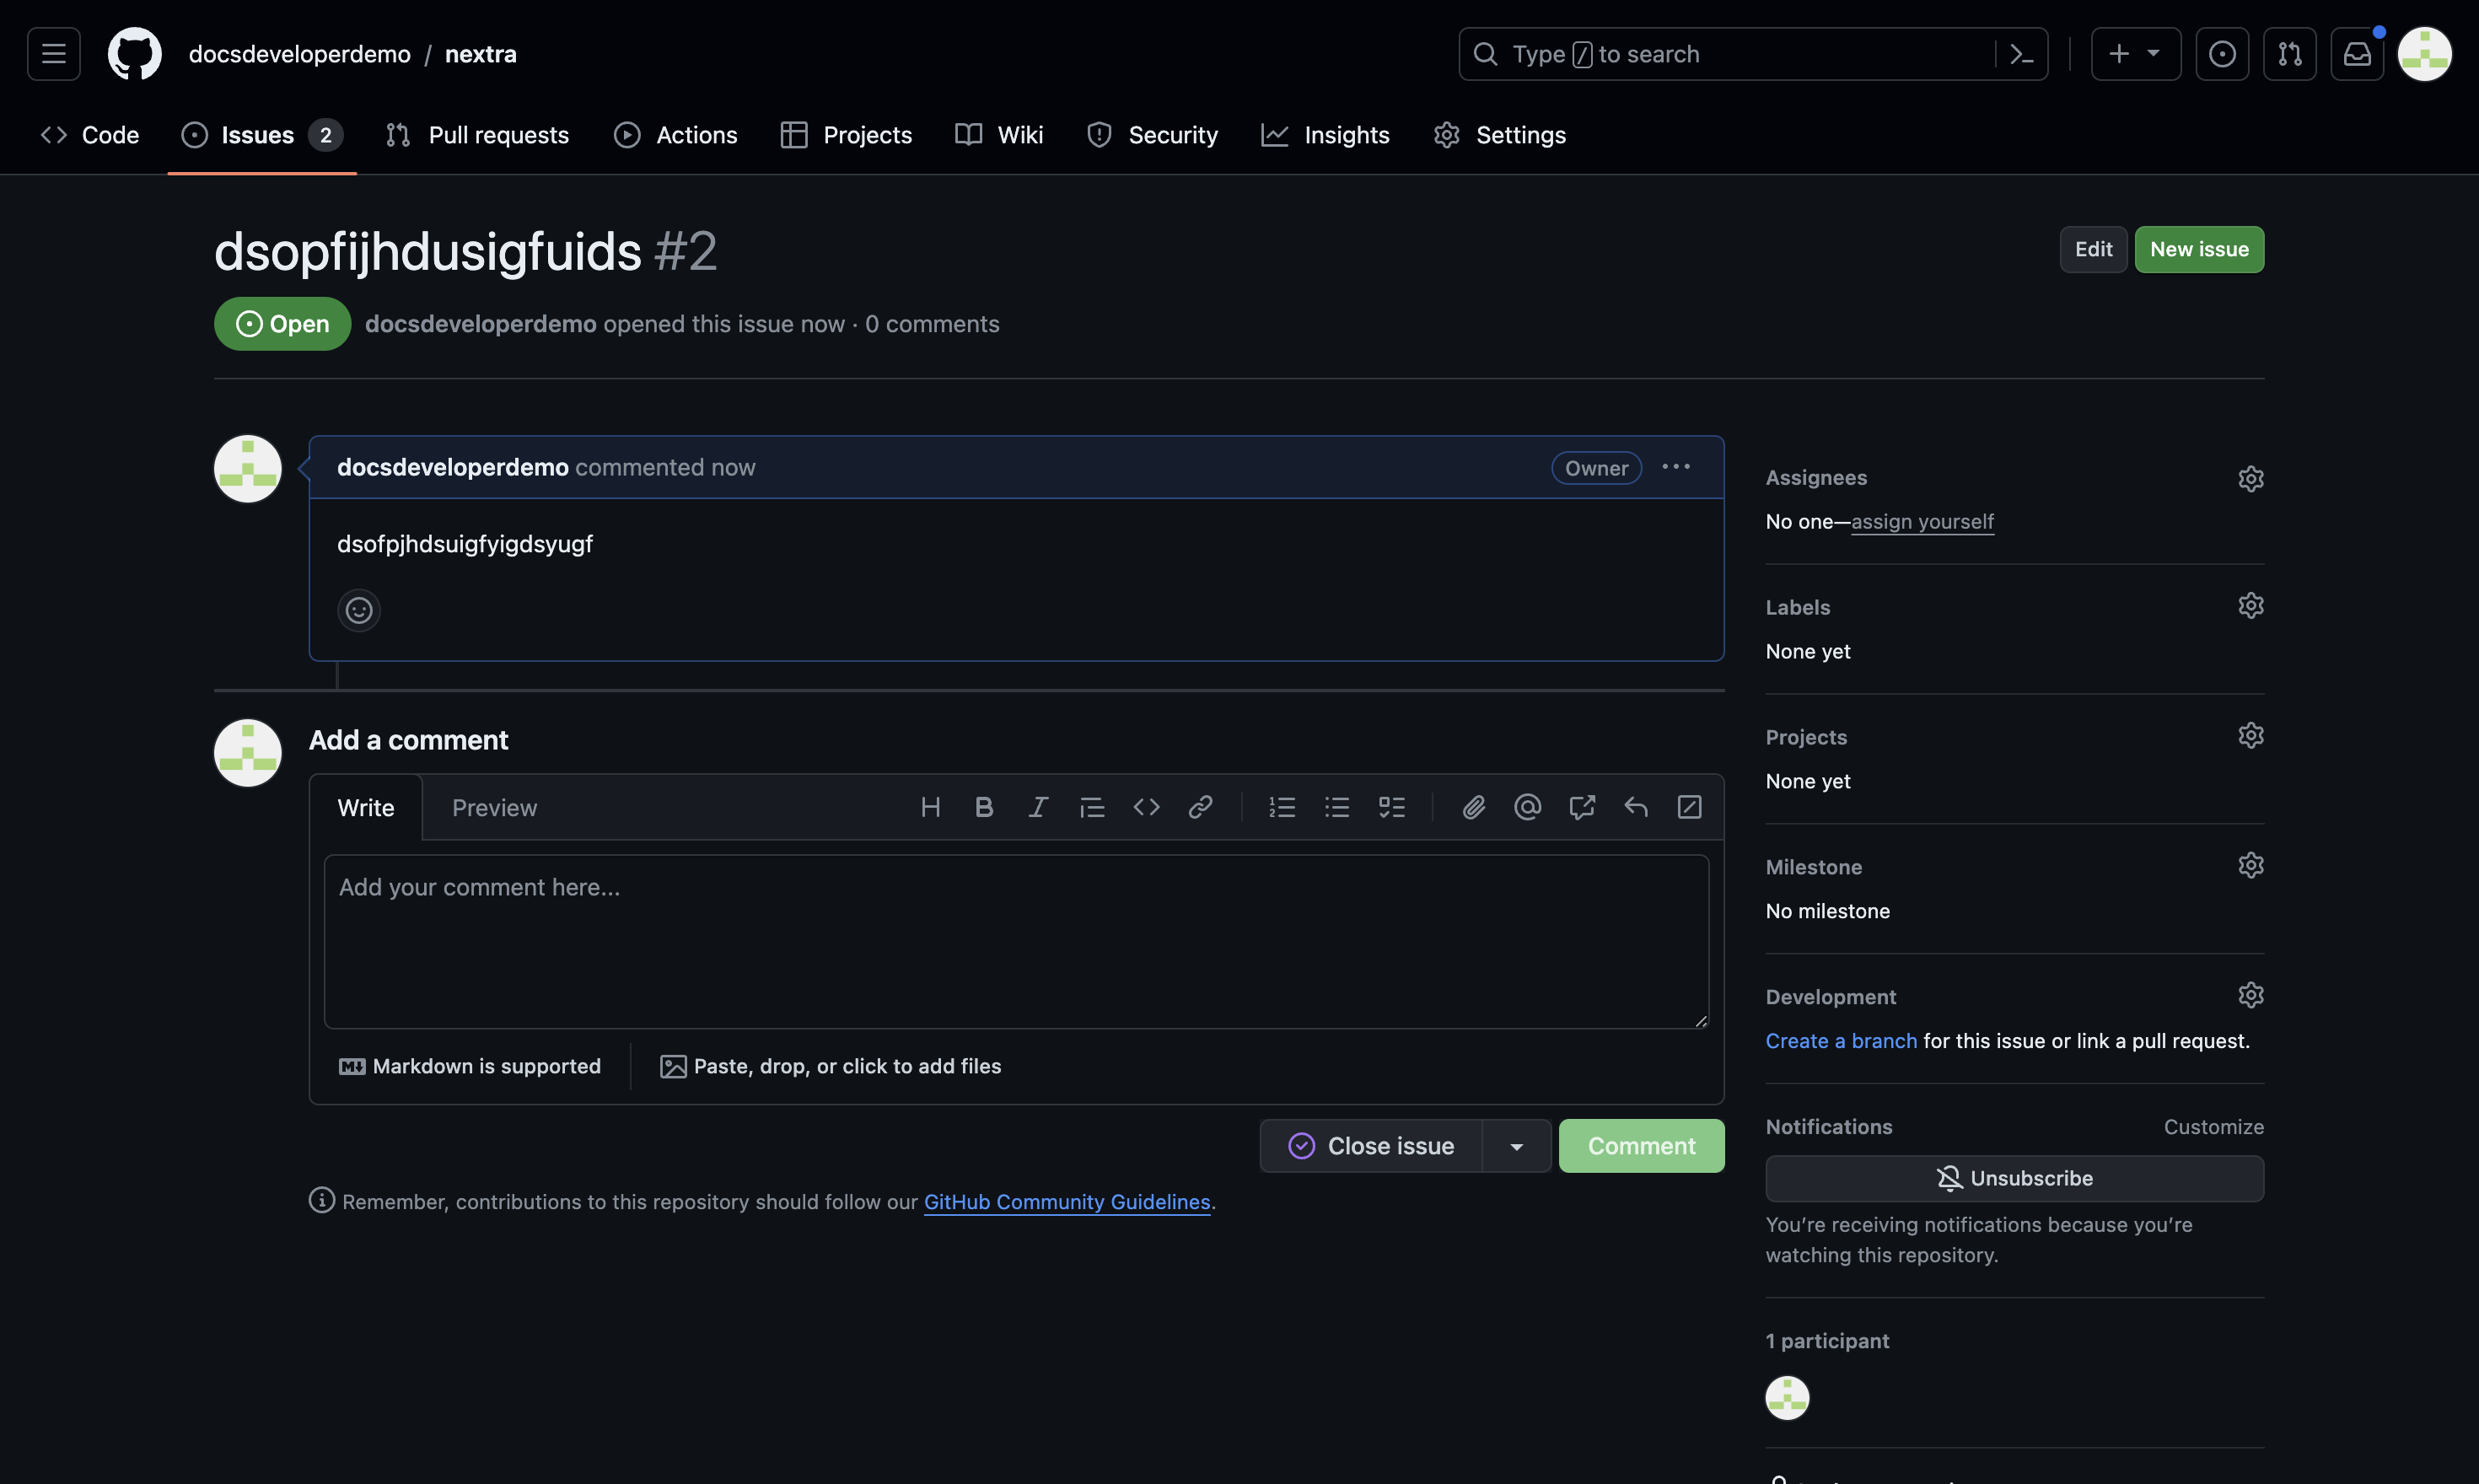 docsdeveloperdemo / nextra
Type / to search
Code
Issues 2
Pull requests
Actions
Projects
Wiki
Security
Insights
Settings
dsopfijhdusigfuids #2
Edit
New issue
Open
docsdeveloperdemo opened this issue now · 0 comments
docsdeveloperdemo commented now
Owner
dsofpjhdsuigfyigdsyugf
Add a comment
Write
Preview
Add your comment here...
Markdown is supported
Paste, drop, or click to add files
Close issue
Comment
Remember, contributions to this repository should follow our GitHub Community Guidelines.
Assignees
No one—assign yourself
Labels
None yet
Projects
None yet
Milestone
No milestone
Development
Create a branch for this issue or link a pull request.
Notifications
Customize
Unsubscribe
You’re receiving notifications because you’re
watching this repository.
1 participant